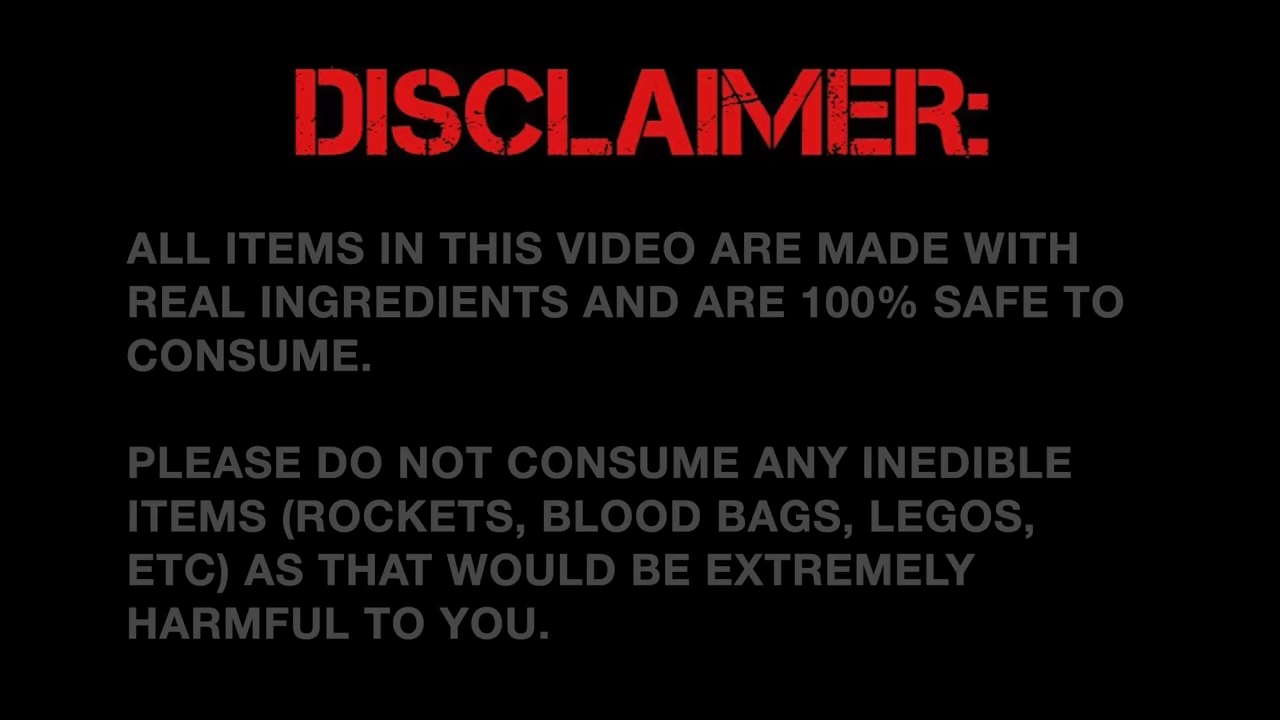 DISCLAIMER:
ALL ITEMS IN THIS VIDEO ARE MADE WITH
REAL INGREDIENTS AND ARE 100% SAFE TO
CONSUME.
PLEASE DO NOT CONSUME ANY INEDIBLE
ITEMS (ROCKETS, BLOOD BAGS, LEGOS,
ETC) AS THAT WOULD BE EXTREMELY
HARMFUL TO YOU.